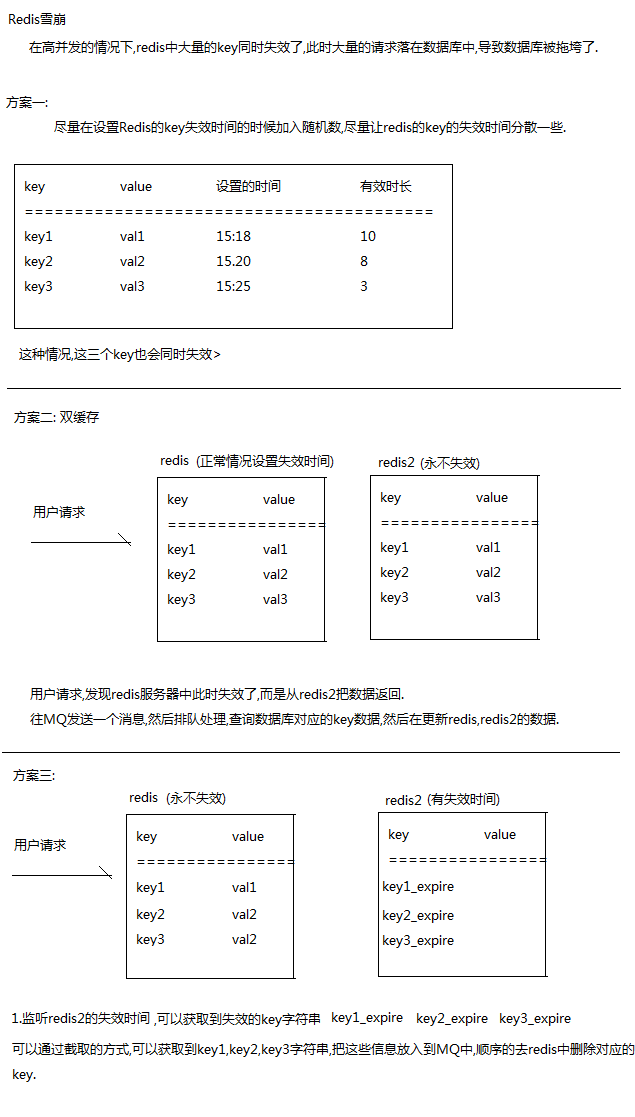 Redis雪崩
在高并发的情况下,redis中大量的key同时失效了,此时大量的请求落在数据库中,导致数据库被拖垮了.
方案一:
尽量在设置Redis的key失效时间的时候加入随机数,尽量让redis的key的失效时间分散一些.
key value 设置的时间 有效时长
=========================================
key1 val1 15:18 10
key2 val2 15.20 8
key3 val3 15:25 3
这种情况,这三个key也会同时失效>
方案二: 双缓存
redis (正常情况设置失效时间) redis2 (永不失效)
用户请求
key value key value
================ ================
key1 val1 key1 val1
key2 val2 key2 val2
key3 val3 key3 val3
用户请求,发现redis服务器中此时失效了,而是从redis2把数据返回.
往MQ发送一个消息,然后排队处理,查询数据库对应的key数据,然后在更新redis,redis2的数据.
方案三:
redis (永不失效) redis2 (有失效时间)
用户请求
key value key value
================ ================
key1 val1 key1_expire
key2 val2 key2_expire
key3 val2 key3_expire
1.监听redis2的失效时间 ,可以获取到失效的key字符串 key1_expire key2_expire key3_expire
可以通过截取的方式,可以获取到key1,key2,key3字符串,把这些信息放入到MQ中,顺序的去redis中删除对应的
key.